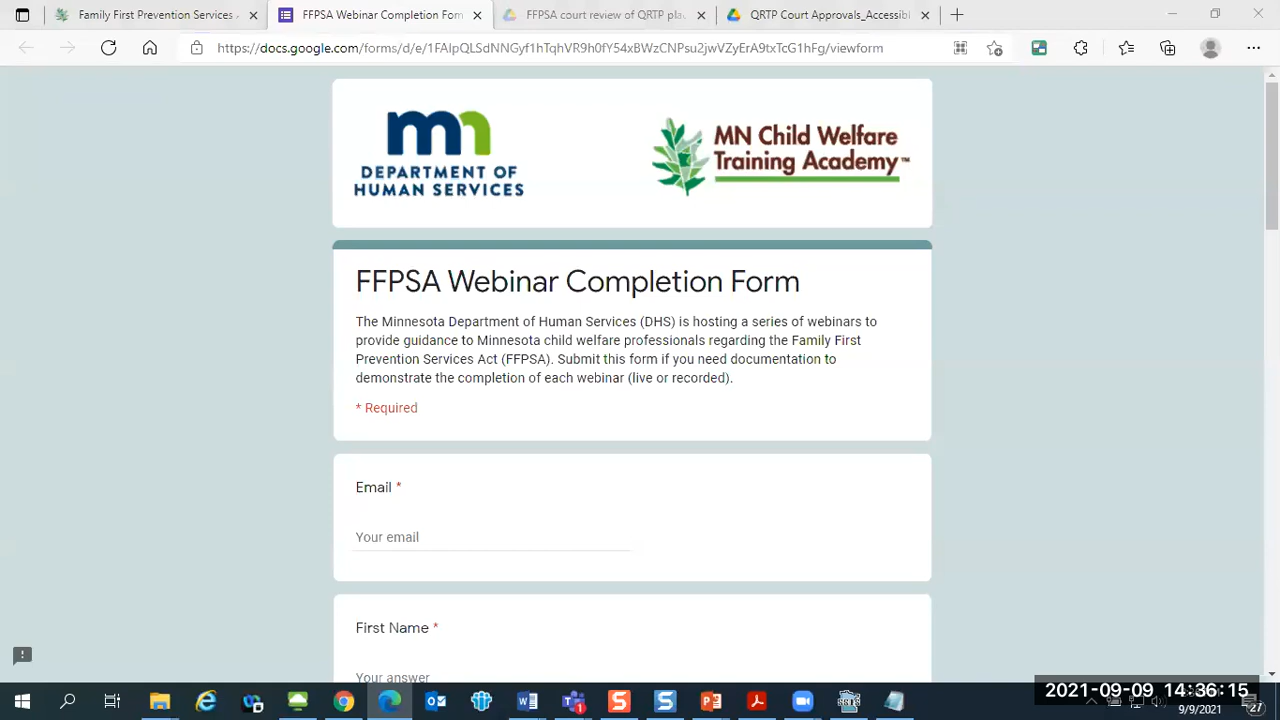 Family First Prevention Services
FFPSA Webinar Completion Form
FFPSA court review of QRTP pla
QRTP Court Approvals_Accessibl
https://docs.google.com/forms/d/e/1FAIpQLSdNNGyf1hTqhVR9h0fY54xBWzCNPsu2jwVZyErA9txTcG1hFg/viewform
mn
DEPARTMENT OF
HUMAN SERVICES
MN Child Welfare
Training Academy™
FFPSA Webinar Completion Form
The Minnesota Department of Human Services (DHS) is hosting a series of webinars to
provide guidance to Minnesota child welfare professionals regarding the Family First
Prevention Services Act (FFPSA). Submit this form if you need documentation to
demonstrate the completion of each webinar (live or recorded).
* Required
Email *
Your email
First Name *
Your answer
2021-09-09 14:36:15
9/9/2021
27